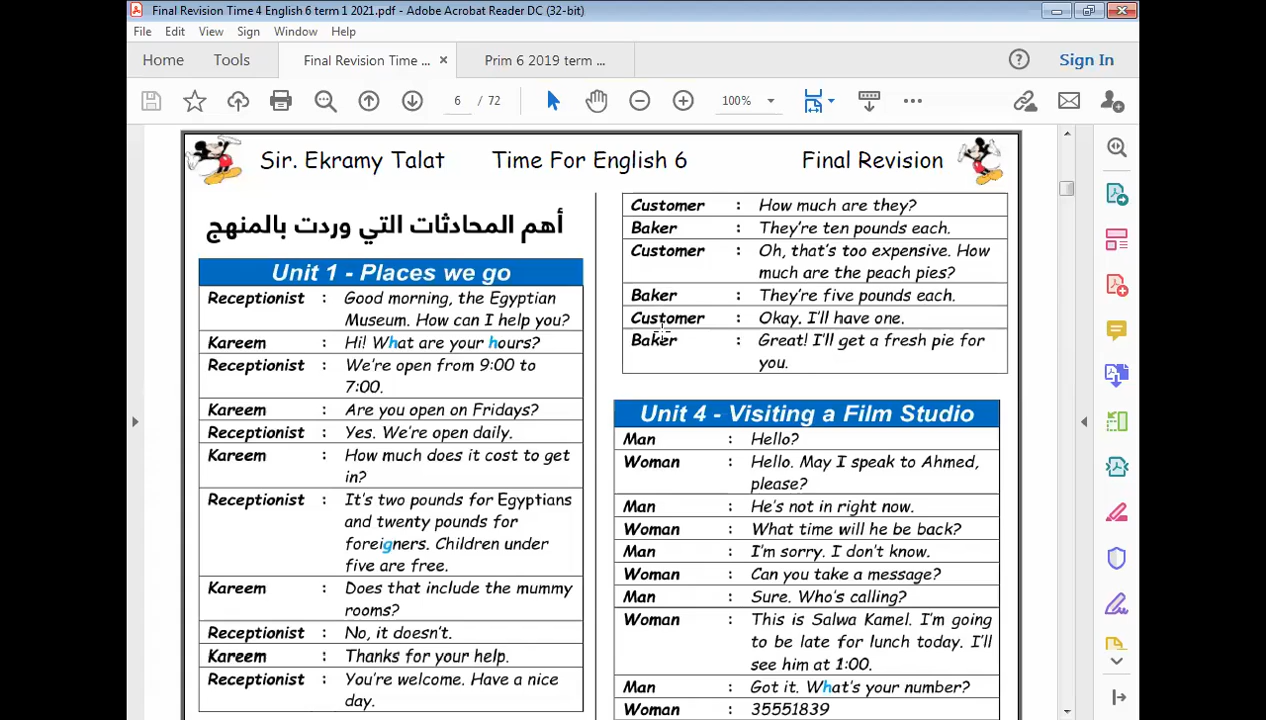 Final Revision Time 4 English 6 term 1 2021.pdf - Adobe Acrobat Reader DC (32-bit)
File Edit View Sign Window Help
Home Tools Final Revision Time ... × Prim 6 2019 term ... Sign In
6 / 72 100%
Sir. Ekramy Talat Time For English 6 Final Revision
أهم المحادثات التي وردت بالمنهج
Unit 1 - Places we go
Receptionist : Good morning, the Egyptian
Museum. How can I help you?
Kareem : Hi! What are your hours?
Receptionist : We're open from 9:00 to
7:00.
Kareem : Are you open on Fridays?
Receptionist : Yes. We're open daily.
Kareem : How much does it cost to get
in?
Receptionist : It's two pounds for Egyptians
and twenty pounds for
foreigners. Children under
five are free.
Kareem : Does that include the mummy
rooms?
Receptionist : No, it doesn't.
Kareem : Thanks for your help.
Receptionist : You're welcome. Have a nice
day.
Customer : How much are they?
Baker : They're ten pounds each.
Customer : Oh, that's too expensive. How
much are the peach pies?
Baker : They're five pounds each.
Customer : Okay. I'll have one.
Baker : Great! I'll get a fresh pie for
you.
Unit 4 - Visiting a Film Studio
Man : Hello?
Woman : Hello. May I speak to Ahmed,
please?
Man : He's not in right now.
Woman : What time will he be back?
Man : I'm sorry. I don't know.
Woman : Can you take a message?
Man : Sure. Who's calling?
Woman : This is Salwa Kamel. I'm going
to be late for lunch today. I'll
see him at 1:00.
Man : Got it. What's your number?
Woman : 35551839